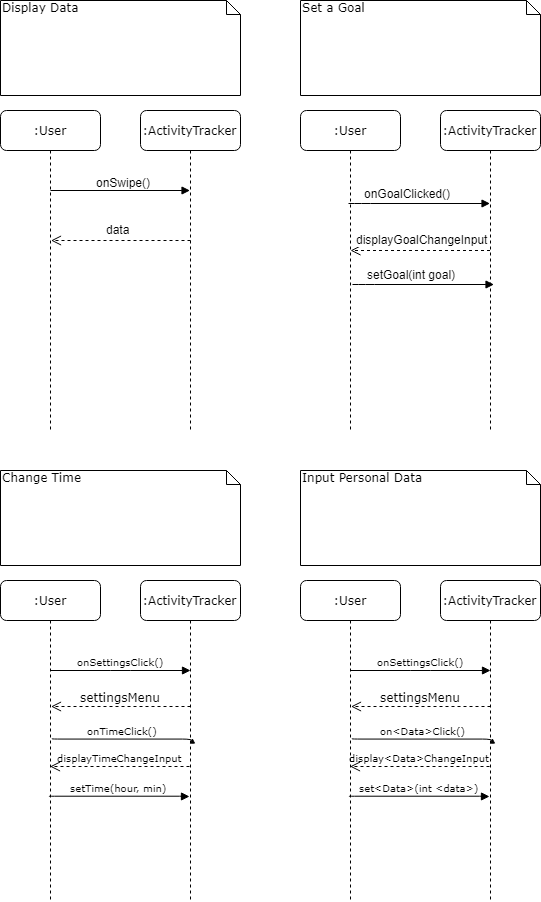 Display Data
:User
:ActivityTracker
onSwipe()
data
Set a Goal
:User
:ActivityTracker
onGoalClicked()
displayGoalChangeInput
setGoal(int goal)
Change Time
:User
:ActivityTracker
onSettingsClick()
settingsMenu
onTimeClick()
displayTimeChangeInput
setTime(hour, min)
Input Personal Data
:User
:ActivityTracker
onSettingsClick()
settingsMenu
on<Data>Click()
display<Data>ChangeInput
set<Data>(int <data>)